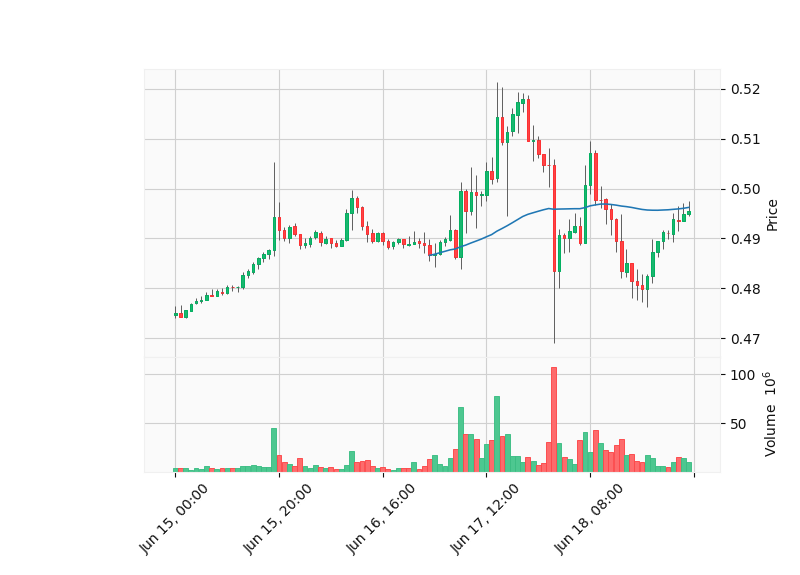 0.52
0.51
0.50
0.49
0.48
0.47
Price
100
50
Volume 10^6
Jun 15, 00:00
Jun 15, 20:00
Jun 16, 16:00
Jun 17, 12:00
Jun 18, 08:00